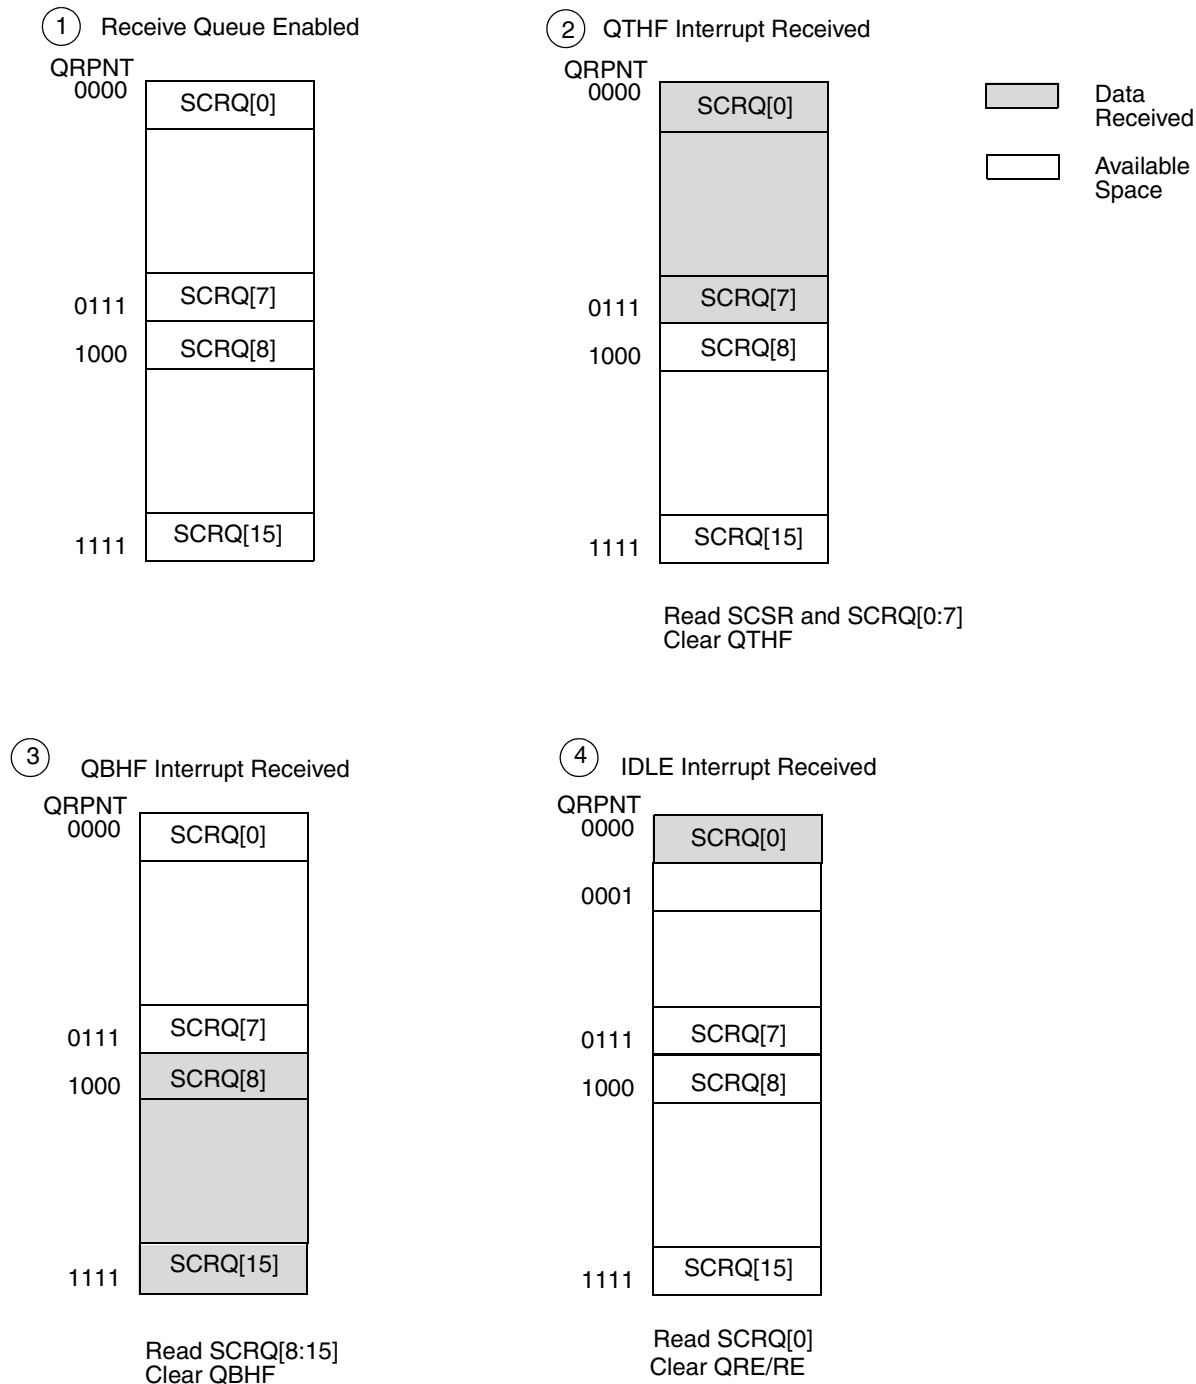 1 Receive Queue Enabled
QRPNT
0000 SCRQ[0]
0111 SCRQ[7]
1000 SCRQ[8]
1111 SCRQ[15]
2 QTHF Interrupt Received
QRPNT
0000 SCRQ[0]
0111 SCRQ[7]
1000 SCRQ[8]
1111 SCRQ[15]
Read SCSR and SCRQ[0:7]
Clear QTHF
Data
Received
Available
Space
3 QBHF Interrupt Received
QRPNT
0000 SCRQ[0]
0111 SCRQ[7]
1000 SCRQ[8]
1111 SCRQ[15]
Read SCRQ[8:15]
Clear QBHF
4 IDLE Interrupt Received
QRPNT
0000 SCRQ[0]
0001
0111 SCRQ[7]
1000 SCRQ[8]
1111 SCRQ[15]
Read SCRQ[0]
Clear QRE/RE